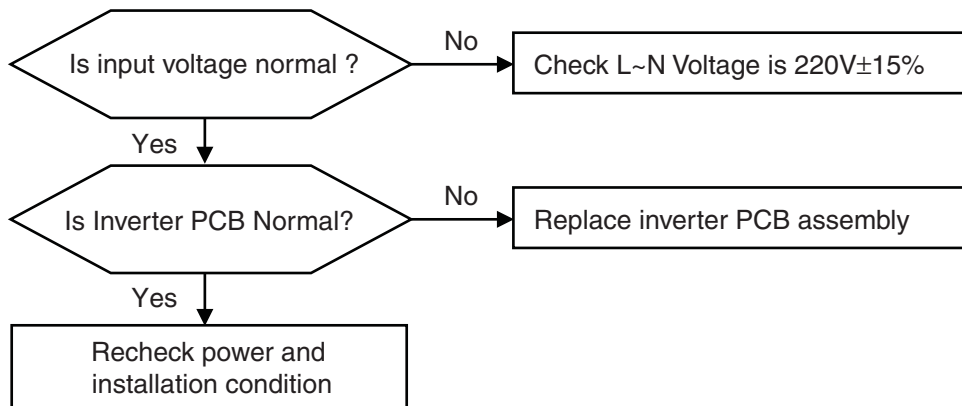 Is input voltage normal ?
No
Check L~N Voltage is 220V±15%
Yes
Is Inverter PCB Normal?
No
Replace inverter PCB assembly
Yes
Recheck power and
installation condition